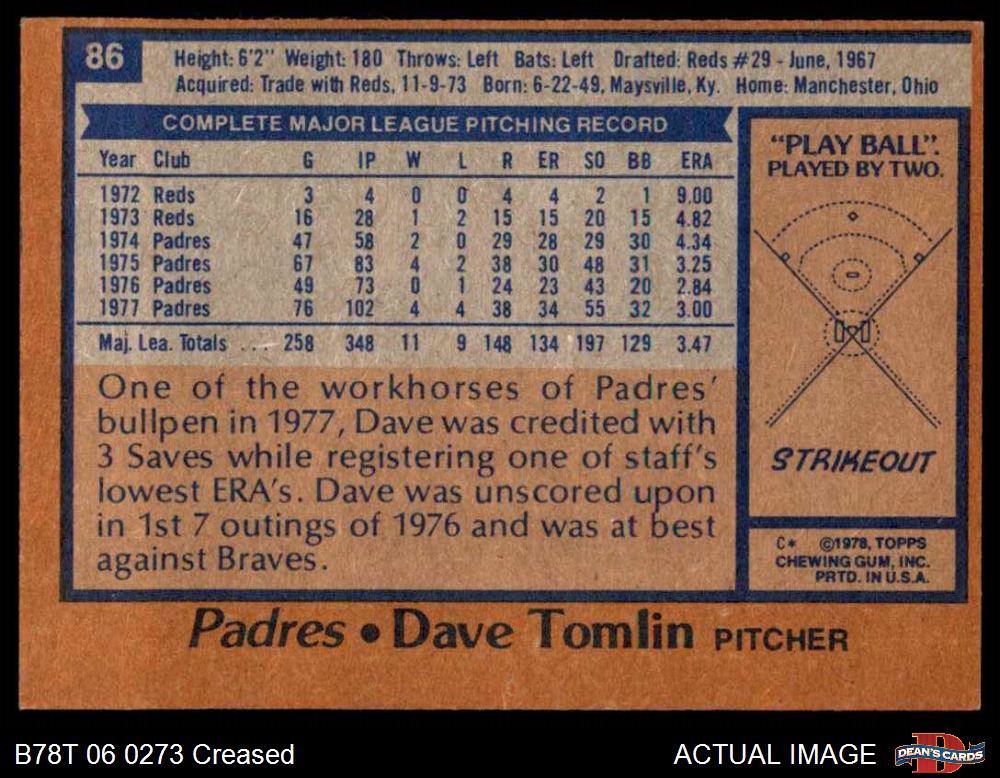 86
Height: 6'2" Weight: 180 Throws: Left Bats: Left Drafted: Reds #29 - June, 1967
Acquired: Trade with Reds, 11-9-73 Born: 6-22-49, Maysville, Ky. Home: Manchester, Ohio
COMPLETE MAJOR LEAGUE PITCHING RECORD
Year Club G IP W L R ER SO BB ERA
1972 Reds 3 4 0 0 4 4 2 1 9.00
1973 Reds 16 28 1 2 15 15 20 15 4.82
1974 Padres 47 58 2 0 29 28 29 30 4.34
1975 Padres 67 83 4 2 38 30 48 31 3.25
1976 Padres 49 73 0 1 24 23 43 20 2.84
1977 Padres 76 102 4 4 38 34 55 32 3.00
Maj. Lea. Totals ... 258 348 11 9 148 134 197 129 3.47
One of the workhorses of Padres'
bullpen in 1977, Dave was credited with
3 Saves while registering one of staff's
lowest ERA's. Dave was unscored upon
in 1st 7 outings of 1976 and was at best
against Braves.
"PLAY BALL".
PLAYED BY TWO.
STRIKEOUT
C* ©1978, TOPPS
CHEWING GUM, INC.
PRTD. IN U.S.A.
Padres • Dave Tomlin PITCHER
B78T 06 0273 Creased
ACTUAL IMAGE
DEAN'S CARDS